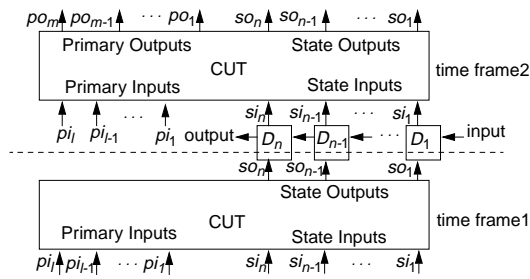 po_m po_{m-1} ... po_1 so_n so_{n-1} ... so_1
Primary Outputs State Outputs
CUT time frame2
Primary Inputs State Inputs
pi_l pi_{l-1} ... pi_1 si_n si_{n-1} ... si_1
output D_n D_{n-1} ... D_1 input
so_n so_{n-1} so_1
State Outputs
CUT time frame1
Primary Inputs State Inputs
pi_l pi_{l-1} ... pi_1 si_n si_{n-1} ... si_1